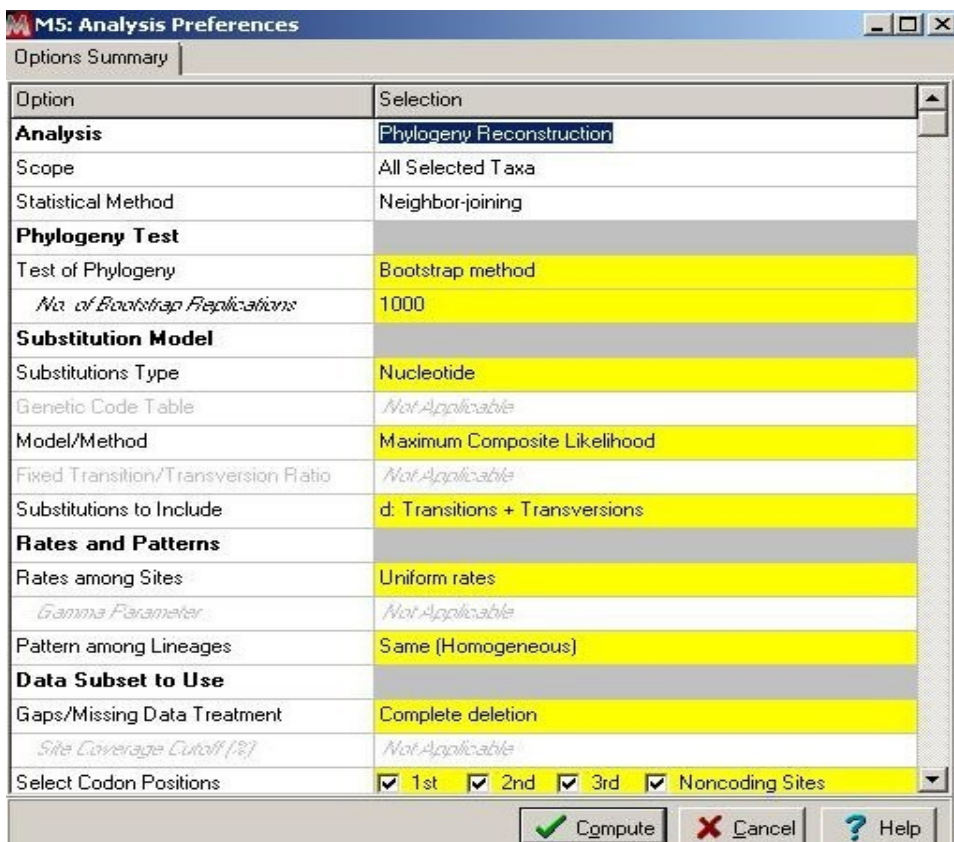 M5: Analysis Preferences
Options Summary
Option Selection
Analysis Phylogeny Reconstruction
Scope All Selected Taxa
Statistical Method Neighbor-joining
Phylogeny Test
Test of Phylogeny Bootstrap method
No. of Bootstrap Replications 1000
Substitution Model
Substitutions Type Nucleotide
Genetic Code Table Not Applicable
Model/Method Maximum Composite Likelihood
Fixed Transition/Transversion Ratio Not Applicable
Substitutions to Include d: Transitions + Transversions
Rates and Patterns
Rates among Sites Uniform rates
Gamma Parameter Not Applicable
Pattern among Lineages Same (Homogeneous)
Data Subset to Use
Gaps/Missing Data Treatment Complete deletion
Site Coverage Cutoff (%) Not Applicable
Select Codon Positions 1st 2nd 3rd Noncoding Sites
Compute Cancel Help